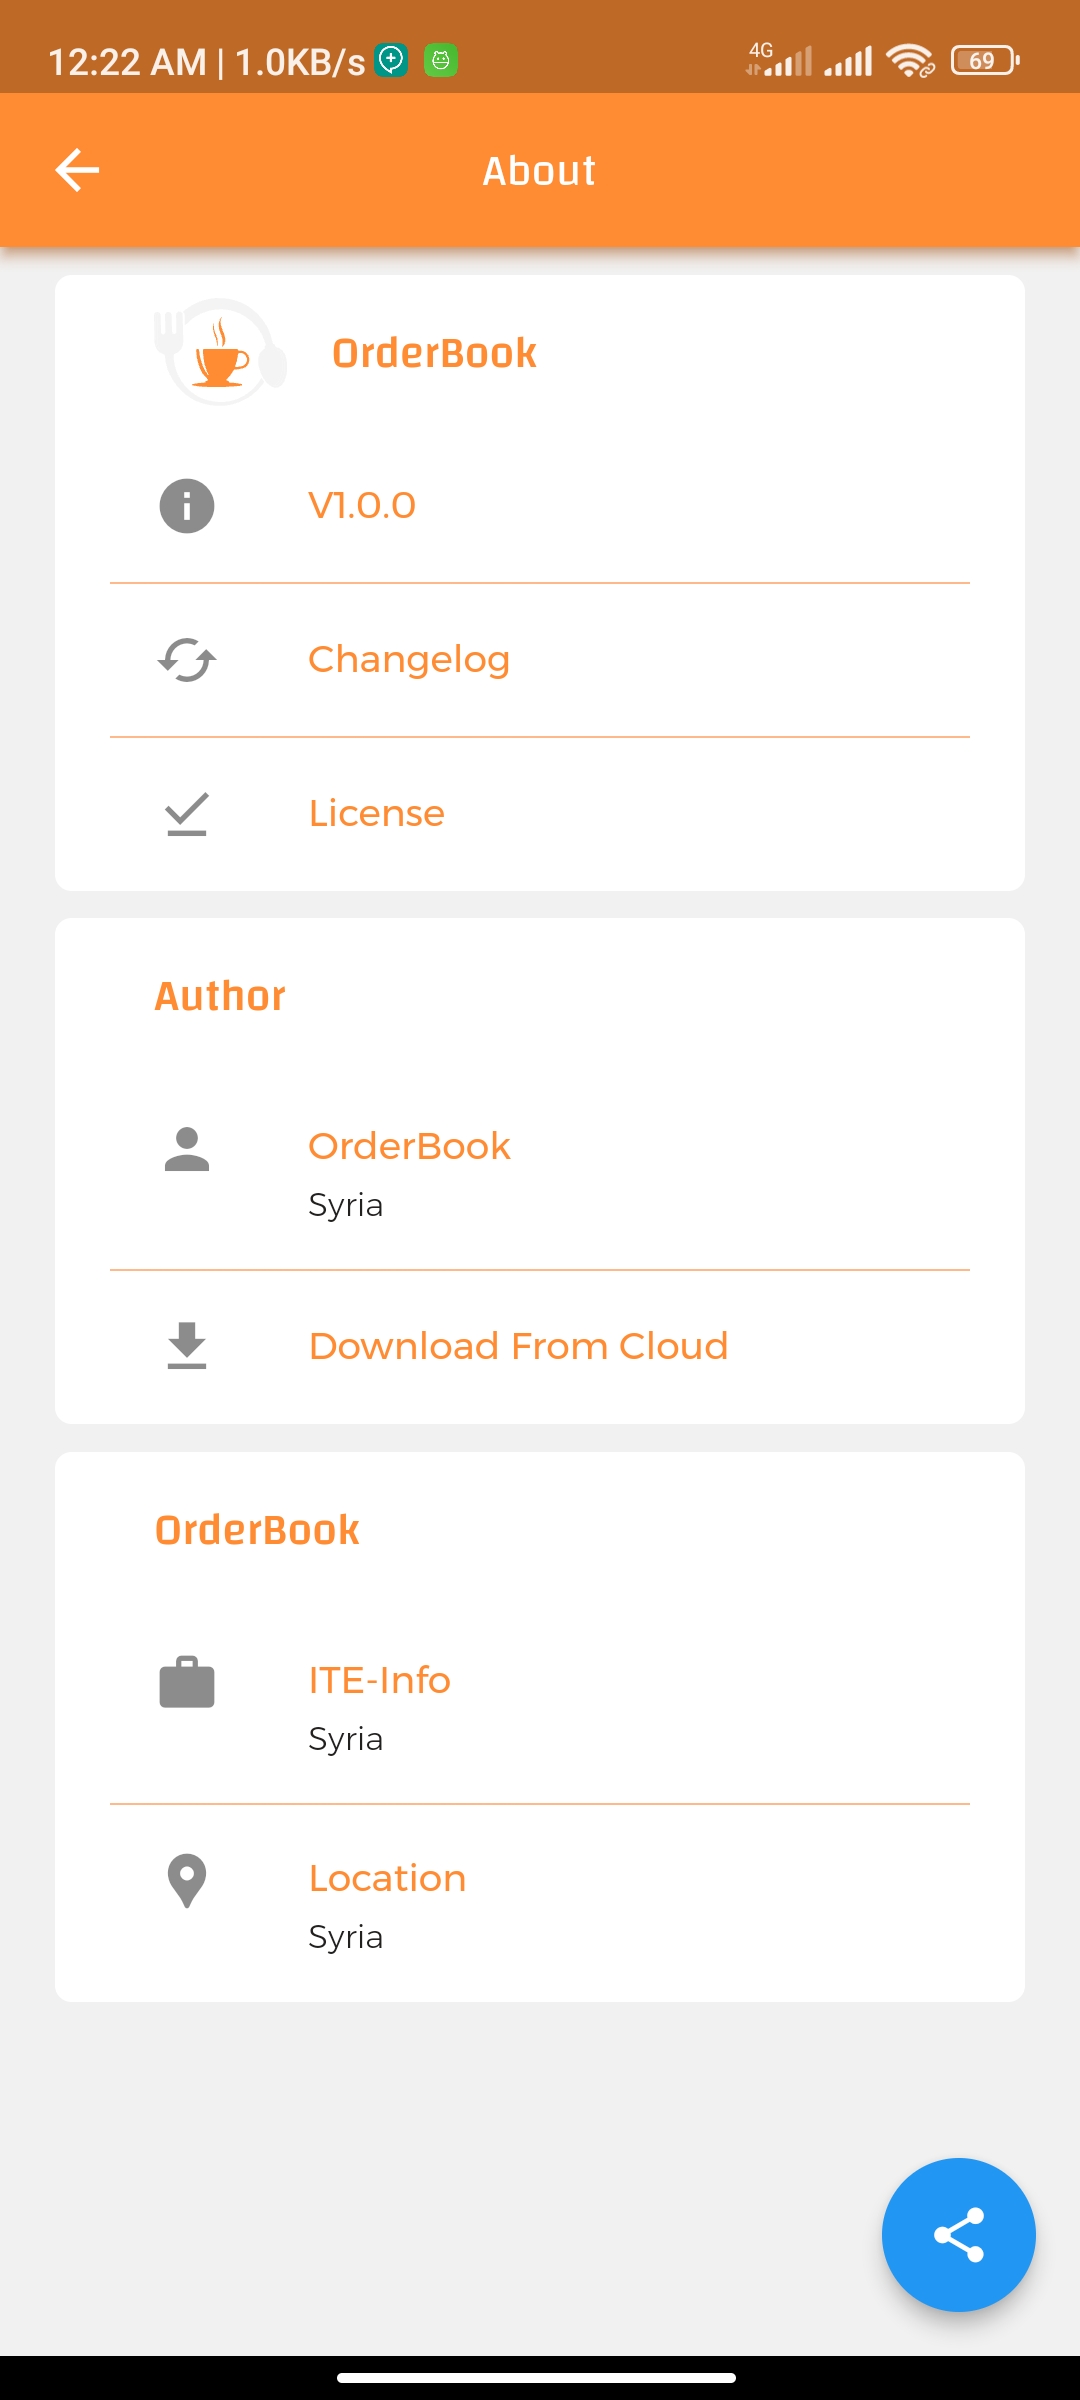 12:22 AM | 1.0KB/s
4G
69
About
OrderBook
V1.0.0
Changelog
License
Author
OrderBook
Syria
Download From Cloud
OrderBook
ITE-Info
Syria
Location
Syria